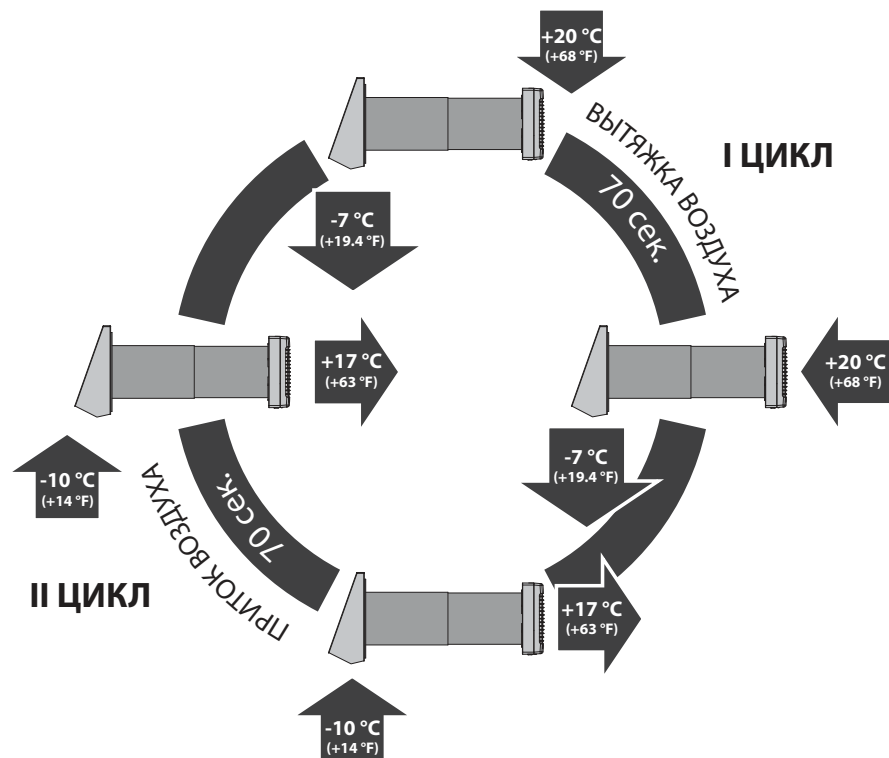 +20 °C
(+68 °F)
ВЫТЯЖКА ВОЗДУХА
I ЦИКЛ
70 сек.
-7 °C
(+19.4 °F)
+17 °C
(+63 °F)
+20 °C
(+68 °F)
-10 °C
(+14 °F)
-7 °C
(+19.4 °F)
70 сек.
ПРИТОК ВОЗДУХА
II ЦИКЛ
+17 °C
(+63 °F)
-10 °C
(+14 °F)